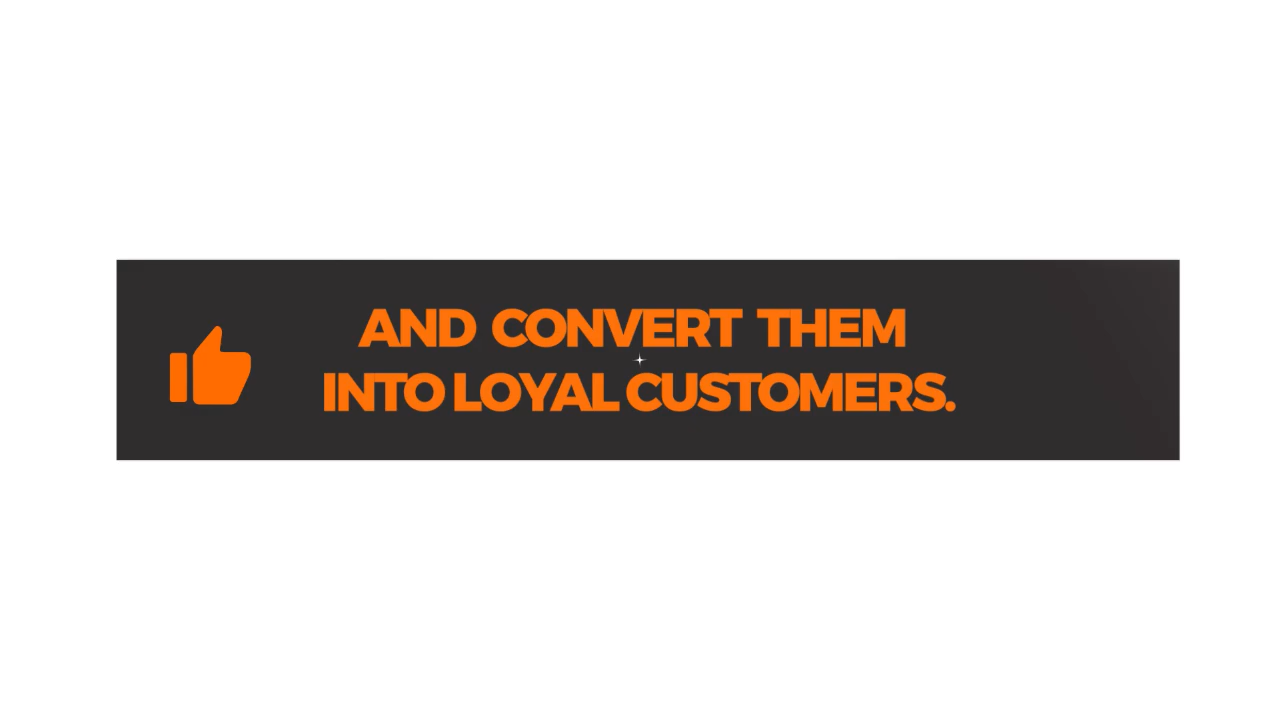 AND CONVERT THEM
INTO LOYAL CUSTOMERS.